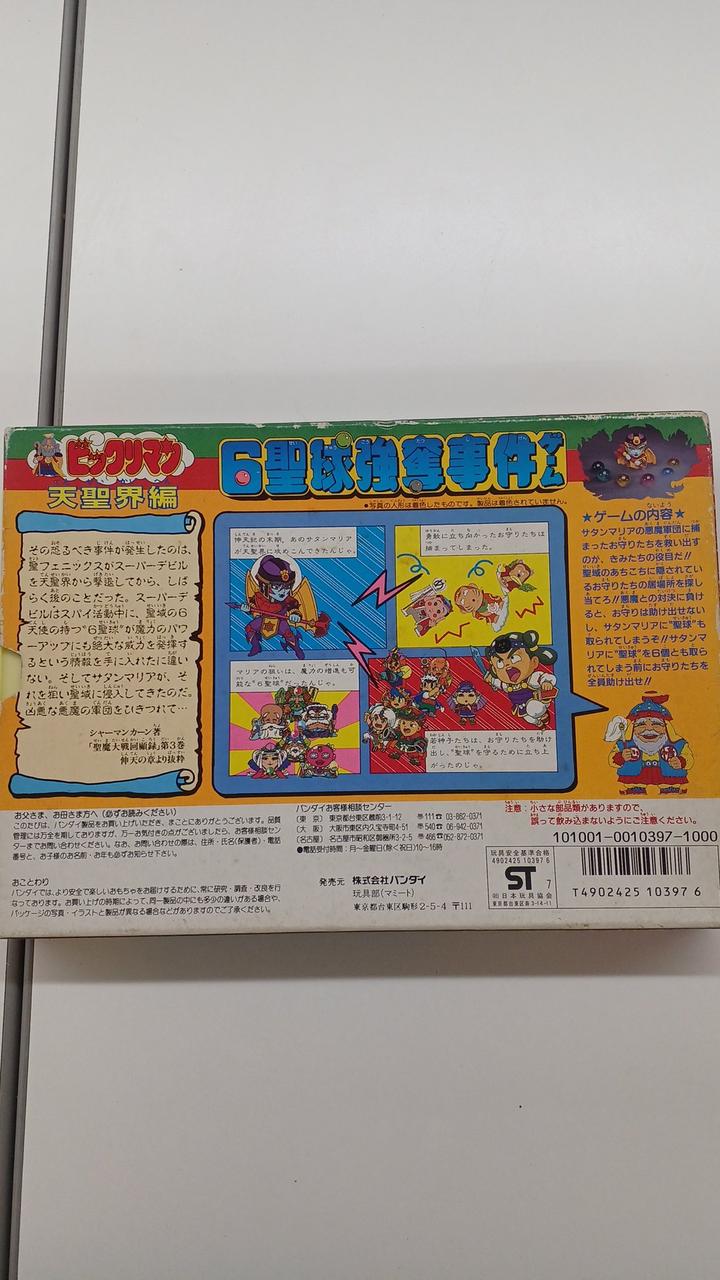 ビックリマン
天聖界編
6聖球強奪事件ゲーム
●写真の人形は着色したものです。製品は着色されていません。
その恐るべき事件が発生したのは、
聖フェニックスがスーパーデビル
を天聖界から撃退してから、しば
らく後のことだった。スーパーデ
ビルはスパイ活動中に、聖域の6
天使の持つ“6聖球”が魔力のパワ
ーアップにも絶大な威力を発揮す
るという情報を手に入れたに違い
ない。そしてサタンマリアが、そ
れを狙い聖域に侵入してきたのだ。
凶悪な悪魔の軍団をひきつれて…
シャーマンカーン著
「聖魔大戦回顧録」第3巻
伸天の章より抜粋
伸天記の末期、あのサタンマリア
が天聖界に攻めこんできたんじゃ。
勇敢に立ち向かったお守りたちは
捕まってしまった。
マリアの狙いは、魔力の増進も可
能な“6聖球”だったんじゃ。
若神子たちは、お守りたちを助け
出し、“聖球”を守るために立ち上
がったのじゃ。
★ゲームの内容★
サタンマリアの悪魔軍団に捕
まったお守りたちを救い出す
のが、きみたちの役目だ!!
聖域のあちこちに隠されてい
るお守りたちの居場所を探し
当てろ!!悪魔との対決に負け
ると、お守りは助け出せない
し、サタンマリアに“聖球”も
取られてしまうぞ!!サタンマ
リアに“聖球”を6個とも取ら
れてしまう前にお守りたちを
全員助け出せ!!
お父さま、お母さま方へ(必ずお読みください)
このたびは、バンダイ製品をお買い上げいただき、まことにありがとうございます。品質
管理には万全を期しておりますが、万一お気付きの点がございましたら、お客様相談セン
ターまでお問い合わせください。なお、お問い合わせの際は、住所・氏名(保護者)・電話
番号と、お子様のお名前・お年も必ずお知らせ下さい。
おことわり
バンダイでは、より安全で楽しいおもちゃをお届けするために、常に研究・調査・改良を行
なっております。お買い上げの時期によって、同一製品の中にも多少の違いがある場合や、
パッケージの写真・イラストと製品が異なる場合などがありますのでご了承ください。
バンダイお客様相談センター
(東 京) 東京都台東区蔵前3-1-12 〠111☎03-862-0371
(大 阪) 大阪市東区内久宝寺町4-51 〠540☎06-942-0371
(名古屋) 名古屋市昭和区御器所3-2-5 〠466☎052-872-0371
●電話受付時間:月〜金曜日(除く祝日)10〜16時
発売元 株式会社バンダイ
玩具部(マミート)
東京都台東区駒形2-5-4 〒111
注意:小さな部品類がありますので、
誤って飲み込まないようにご注意ください。
101001-0010397-1000
玩具安全基準合格
4902425 10397 6
ST 7
㈳日本玩具協会
東京都台東区駒形3-14-11
T4902425 10397 6